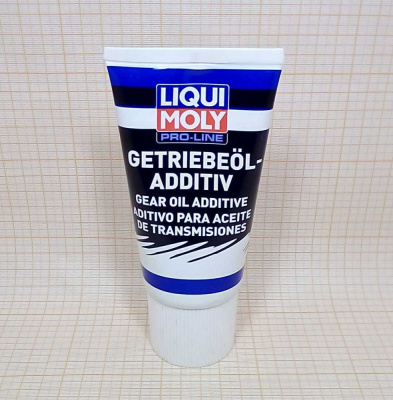 LIQUI
MOLY
PRO-LINE
GETRIEBEÖL-
ADDITIV
GEAR OIL ADDITIVE
ADITIVO PARA ACEITE
DE TRANSMISIONES